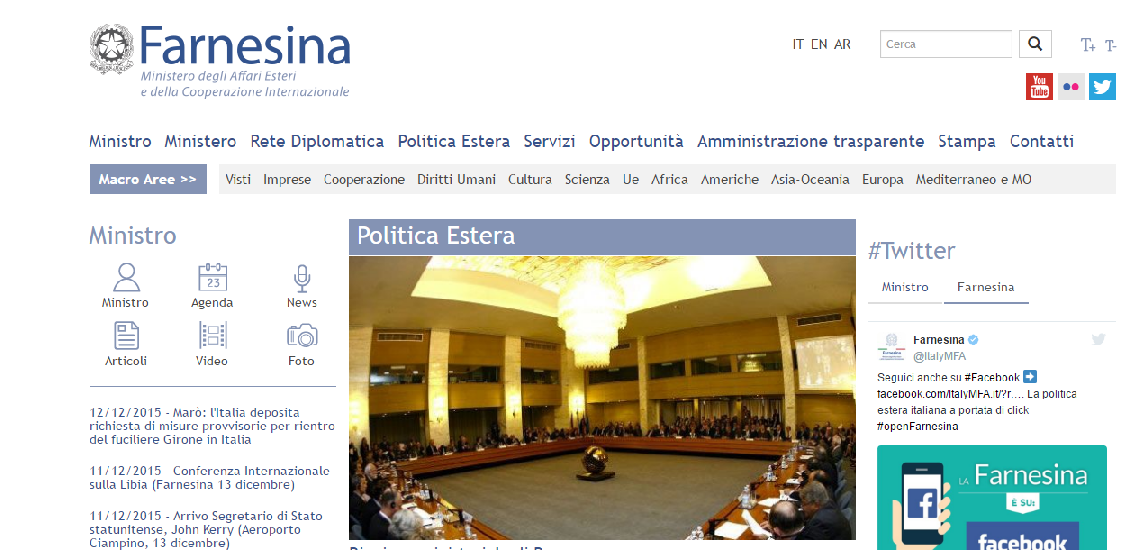 Farnesina
Ministero degli Affari Esteri
e della Cooperazione Internazionale
IT EN AR
Cerca
T+ T-
You
Tube
Ministro Ministero Rete Diplomatica Politica Estera Servizi Opportunità Amministrazione trasparente Stampa Contatti
Macro Aree >> Visti Imprese Cooperazione Diritti Umani Cultura Scienza Ue Africa Americhe Asia-Oceania Europa Mediterraneo e MO
Ministro
Ministro Agenda News
23
Articoli Video Foto
12/12/2015 - Marò: l'Italia deposita
richiesta di misure provvisorie per rientro
del fuciliere Girone in Italia
11/12/2015 - Conferenza Internazionale
sulla Libia (Farnesina 13 dicembre)
11/12/2015 - Arrivo Segretario di Stato
statunitense, John Kerry (Aeroporto
Ciampino, 13 dicembre)
Politica Estera
#Twitter
Ministro Farnesina
Farnesina
@ItalyMFA
Seguici anche su #Facebook
facebook.com/ItalyMFA.it/?r... La politica
estera italiana a portata di click
#openFarnesina
LA Farnesina
È SU:
facebook